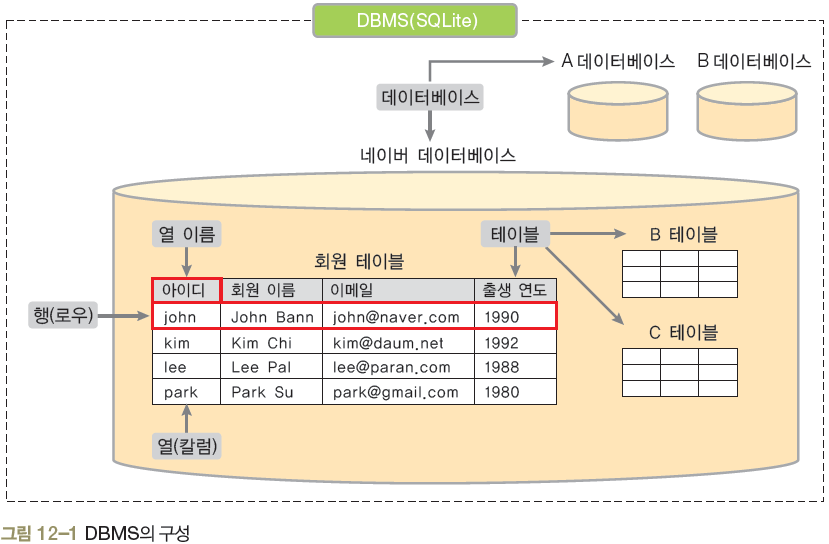 DBMS(SQLite)
A 데이터베이스
B 데이터베이스
데이터베이스
네이버 데이터베이스
열 이름
테이블
B 테이블
회원 테이블
아이디 회원 이름 이메일 출생 연도
행(로우)
john John Bann john@naver.com 1990
kim Kim Chi kim@daum.net 1992
C 테이블
lee Lee Pal lee@paran.com 1988
park Park Su park@gmail.com 1980
열(칼럼)
그림 12-1 DBMS의 구성